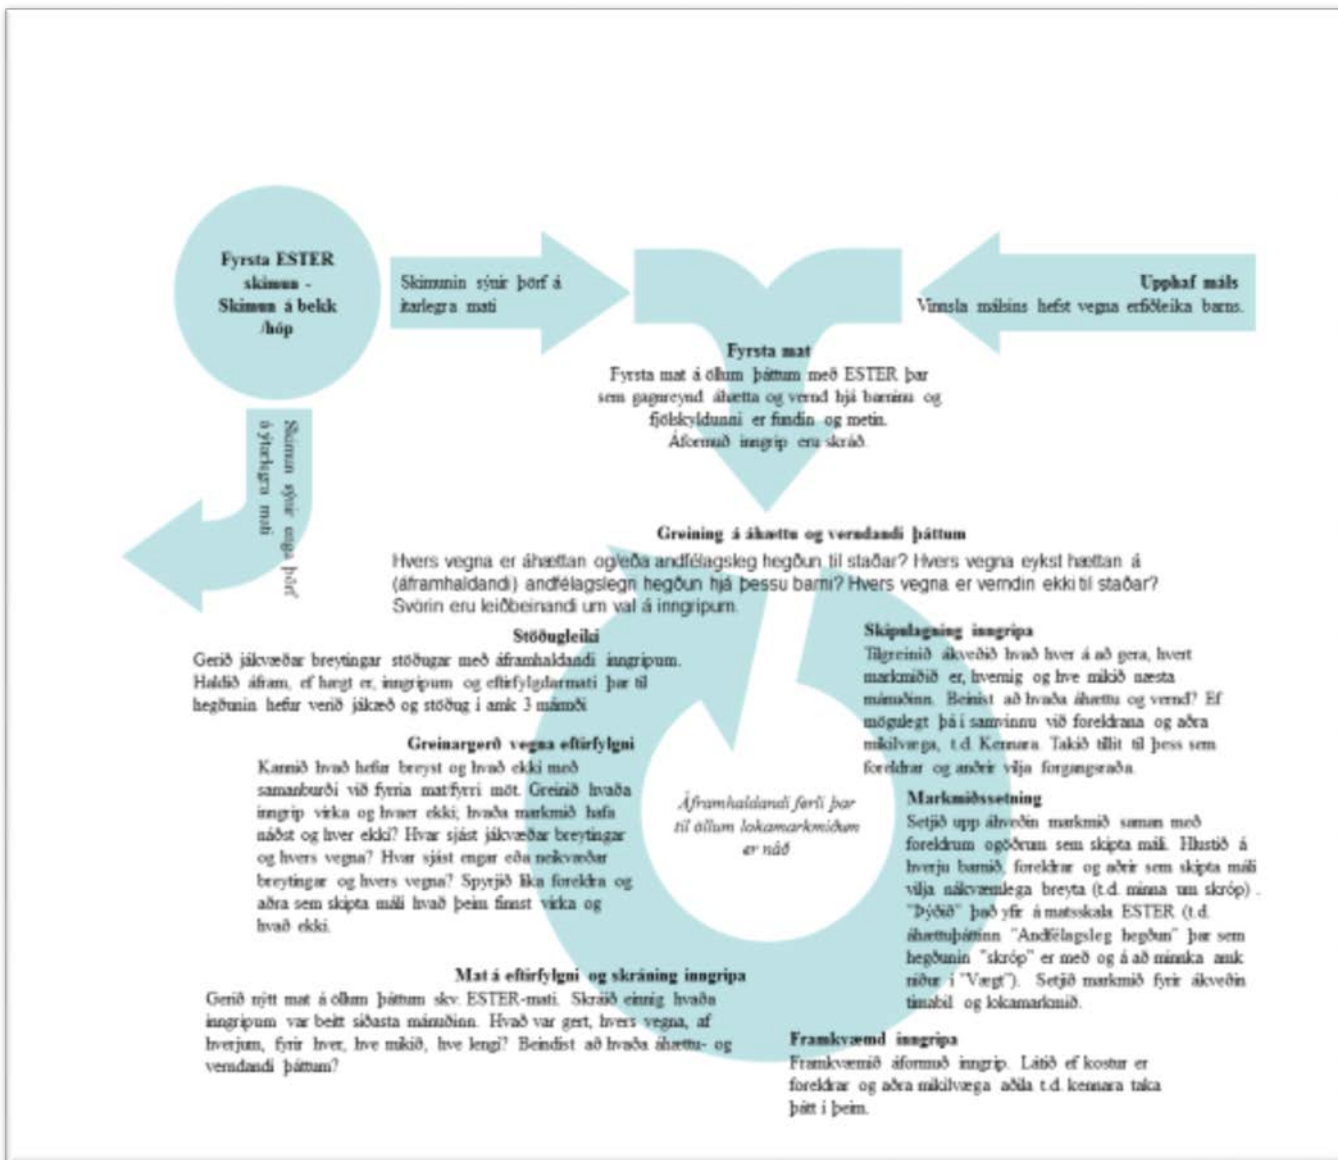 Fyrsta ESTER
skimun -
Skimun á bekk
/hóp
Skimunin sýnir þörf á
ítarlegra mati
Upphaf máls
Vinnsla málsins hefst vegna erfiðleika barns.
Skimun sýnir enga þörf
á ýtarlegra mati
Fyrsta mat
Fyrsta mat á öllum þáttum með ESTER þar
sem gagnreynd áhætta og vernd hjá barninu og
fjölskyldunni er fundin og metin.
Áformuð inngrip eru skráð.
Greining á áhættu og verndandi þáttum
Hvers vegna er áhættan og/eða andfélagsleg hegðun til staðar? Hvers vegna eykst hættan á
(áframhaldandi) andfélagslegn hegðun hjá þessu barni? Hvers vegna er verndin ekki til staðar?
Svörin eru leiðbeinandi um val á inngripum.
Stöðugleiki
Gerið jákvæðar breytingar stöðugar með áframhaldandi inngripum.
Haldið áfram, ef hægt er, inngripum og eftirfylgdarmati þar til
hegðunin hefur verið jákæð og stöðug í amk 3 mánuði
Skipulagning inngripa
Tilgreinið ákveðið hvað hver á að gera, hvert
markmiðið er, hvernig og hve mikið næsta
mánuðinn. Beinist að hvaða áhættu og vernd? Ef
mögulegt þá í samvinnu við foreldrana og aðra
mikilvæga, t.d. Kennara. Takið tillit til þess sem
foreldrar og andrir vilja forgangsraða.
Greinargerð vegna eftirfylgni
Kannið hvað hefur breyst og hvað ekki með
samanburði við fyrria mat/fyrri möt. Greinið hvaða
inngrip virka og hvaer ekki; hvaða markmið hafa
náðst og hver ekki? Hvar sjást jákvæðar breytingar
og hvers vegna? Hvar sjást engar eða neikvæðar
breytingar og hvers vegna? Spyrjið líka foreldra og
aðra sem skipta máli hvað þeim finnst virka og
hvað ekki.
Áframhaldandi ferli þar
til öllum lokamarkmiðum
er náð
Markmiðssetning
Setjið upp áhveðin markmið saman með
foreldrum ogöðrum sem skipta máli. Hlustið á
hverju barnið, foreldrar og aðrir sem skipta máli
vilja nákvæmlega breyta (t.d. minna um skróp) .
"Þýðið" það yfir á matsskala ESTER (t.d.
áhættuþáttinn "Andfélagsleg hegðun" þar sem
hegðunin "skróp" er með og á að minnka amk
niður í "Vægt"). Setjið markmið fyrir ákveðin
tímabil og lokamarkmið.
Mat á eftirfylgni og skráning inngripa
Gerið nýtt mat á öllum þáttum skv. ESTER-mati. Skráið einnig hvaða
inngripum var beitt síðasta mánuðinn. Hvað var gert, hvers vegna, af
hverjum, fyrir hver, hve mikið, hve lengi? Beindist að hvaða áhættu- og
verndandi þáttum?
Framkvæmd inngripa
Framkvæmið áformuð inngrip. Látið ef kostur er
foreldrar og aðra mikilvæga aðila t.d. kennara taka
þátt í þeim.